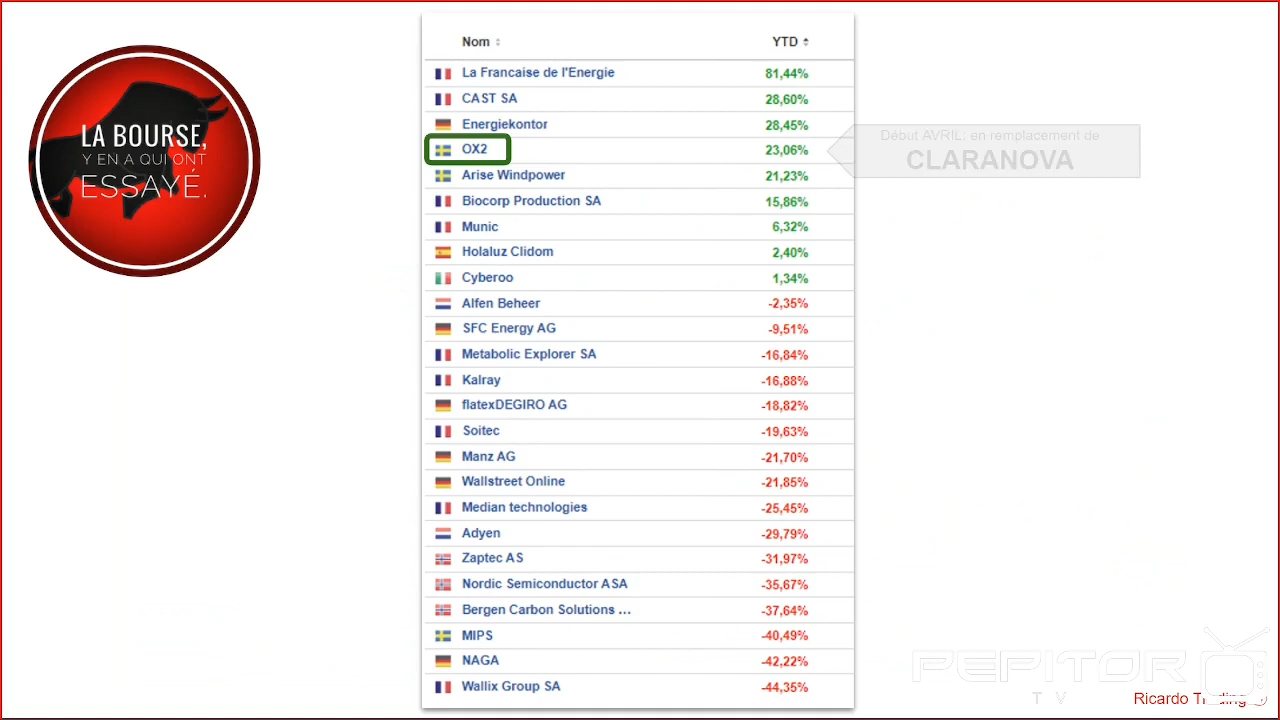 LA BOURSE,
Y EN A QUI ONT
ESSAYÉ.
Nom YTD
La Francaise de l'Energie 81,44%
CAST SA 28,60%
Energiekontor 28,45%
OX2 23,06%
Arise Windpower 21,23%
Biocorp Production SA 15,86%
Munic 6,32%
Holaluz Clidom 2,40%
Cyberoo 1,34%
Alfen Beheer -2,35%
SFC Energy AG -9,51%
Metabolic Explorer SA -16,84%
Kalray -16,88%
flatexDEGIRO AG -18,82%
Soitec -19,63%
Manz AG -21,70%
Wallstreet Online -21,85%
Median technologies -25,45%
Adyen -29,79%
Zaptec AS -31,97%
Nordic Semiconductor ASA -35,67%
Bergen Carbon Solutions ... -37,64%
MIPS -40,49%
NAGA -42,22%
Wallix Group SA -44,35%
Début AVRIL: en remplacement de
CLARANOVA
PEPITOR
TV
Ricardo